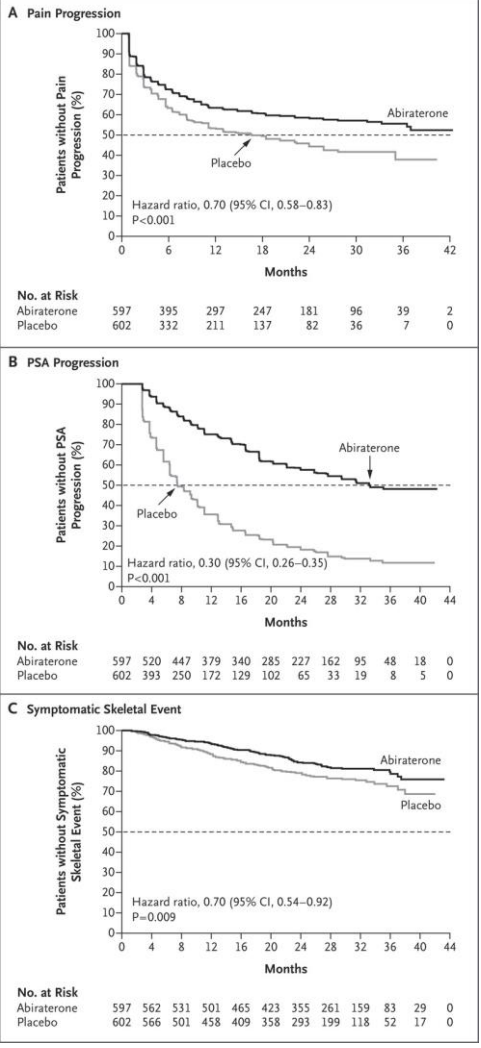 A Pain Progression
Patients without Pain
Progression (%)
100
90
80
70
60
50
40
30
20
10
0
Abiraterone
Placebo
Hazard ratio, 0.70 (95% CI, 0.58–0.83)
P<0.001
0 6 12 18 24 30 36 42
Months
No. at Risk
Abiraterone 597 395 297 247 181 96 39 2
Placebo 602 332 211 137 82 36 7 0
B PSA Progression
Patients without PSA
Progression (%)
100
90
80
70
60
50
40
30
20
10
0
Abiraterone
Placebo
Hazard ratio, 0.30 (95% CI, 0.26–0.35)
P<0.001
0 4 8 12 16 20 24 28 32 36 40 44
Months
No. at Risk
Abiraterone 597 520 447 379 340 285 227 162 95 48 18 0
Placebo 602 393 250 172 129 102 65 33 19 8 5 0
C Symptomatic Skeletal Event
Patients without Symptomatic
Skeletal Event (%)
100
90
80
70
60
50
40
30
20
10
0
Abiraterone
Placebo
Hazard ratio, 0.70 (95% CI, 0.54–0.92)
P=0.009
0 4 8 12 16 20 24 28 32 36 40 44
Months
No. at Risk
Abiraterone 597 562 531 501 465 423 355 261 159 83 29 0
Placebo 602 566 501 458 409 358 293 199 118 52 17 0